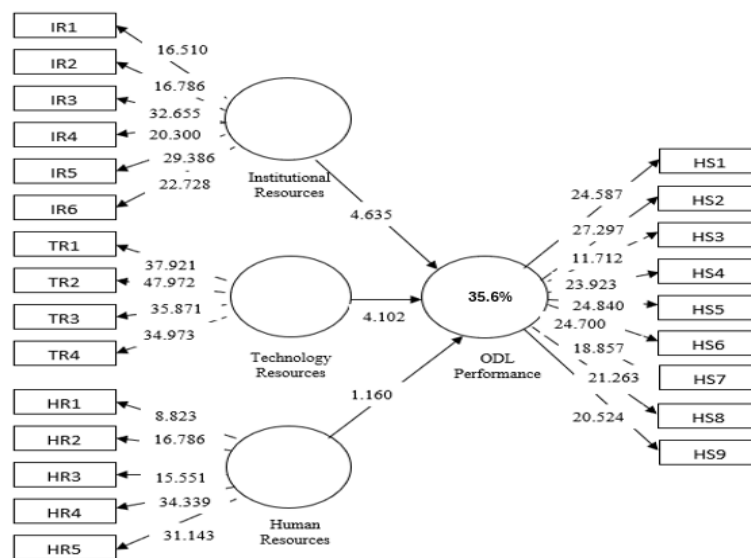 IR1
16.510
IR2
16.786
IR3
32.655
IR4
20.300
IR5
29.386
IR6
22.728
Institutional
Resources
4.635
TR1
37.921
TR2
47.972
TR3
35.871
TR4
34.973
Technology
Resources
4.102
HR1
8.823
HR2
16.786
HR3
15.551
HR4
34.339
HR5
31.143
Human
Resources
1.160
35.6%
ODL
Performance
HS1
24.587
HS2
27.297
HS3
11.712
HS4
23.923
HS5
24.840
HS6
24.700
HS7
18.857
HS8
21.263
HS9
20.524